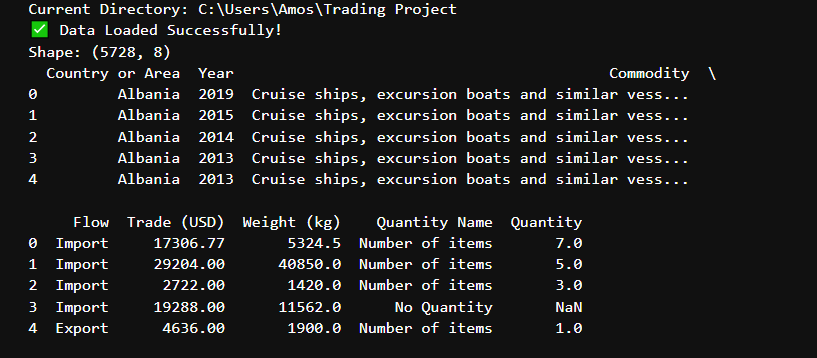 Current Directory: C:\Users\Amos\Trading Project
✅ Data Loaded Successfully!
Shape: (5728, 8)
  Country or Area  Year                                          Commodity  \
0         Albania  2019  Cruise ships, excursion boats and similar vess...
1         Albania  2015  Cruise ships, excursion boats and similar vess...
2         Albania  2014  Cruise ships, excursion boats and similar vess...
3         Albania  2013  Cruise ships, excursion boats and similar vess...
4         Albania  2013  Cruise ships, excursion boats and similar vess...

     Flow  Trade (USD)  Weight (kg)    Quantity Name  Quantity
0  Import     17306.77       5324.5  Number of items       7.0
1  Import     29204.00      40850.0  Number of items       5.0
2  Import      2722.00       1420.0  Number of items       3.0
3  Import     19288.00      11562.0      No Quantity       NaN
4  Export      4636.00       1900.0  Number of items       1.0